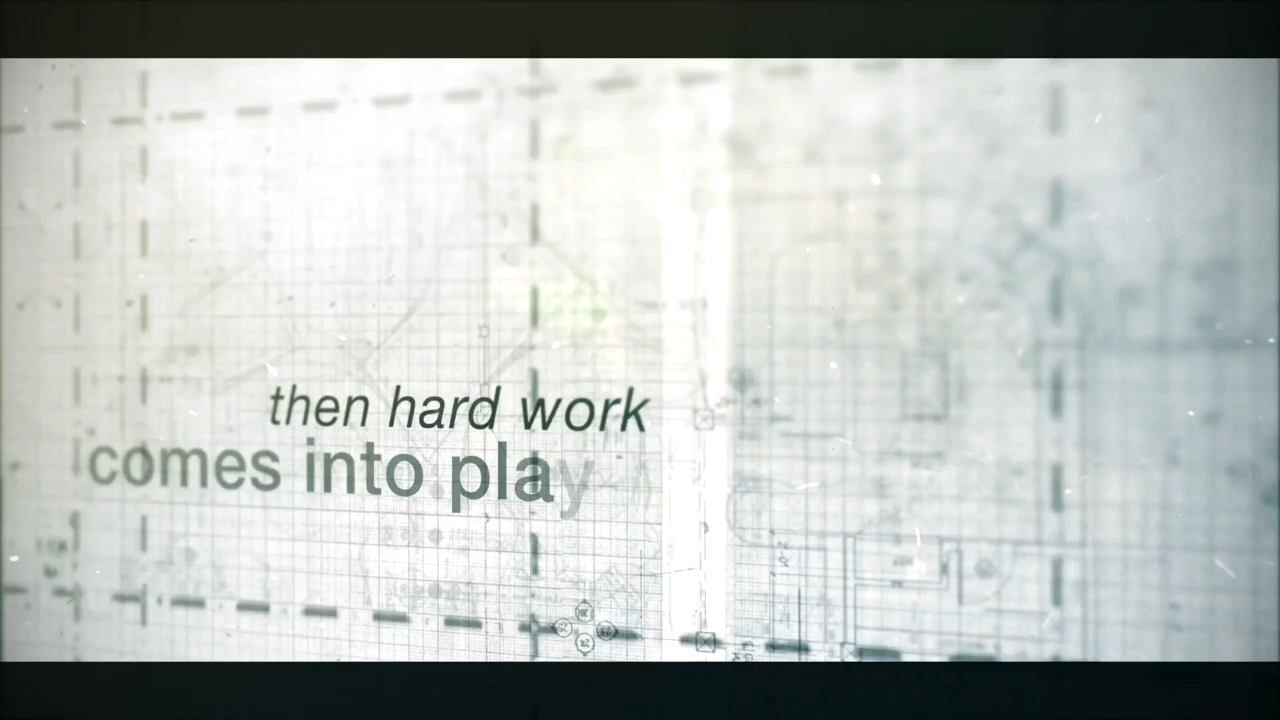 then hard work
comes into play